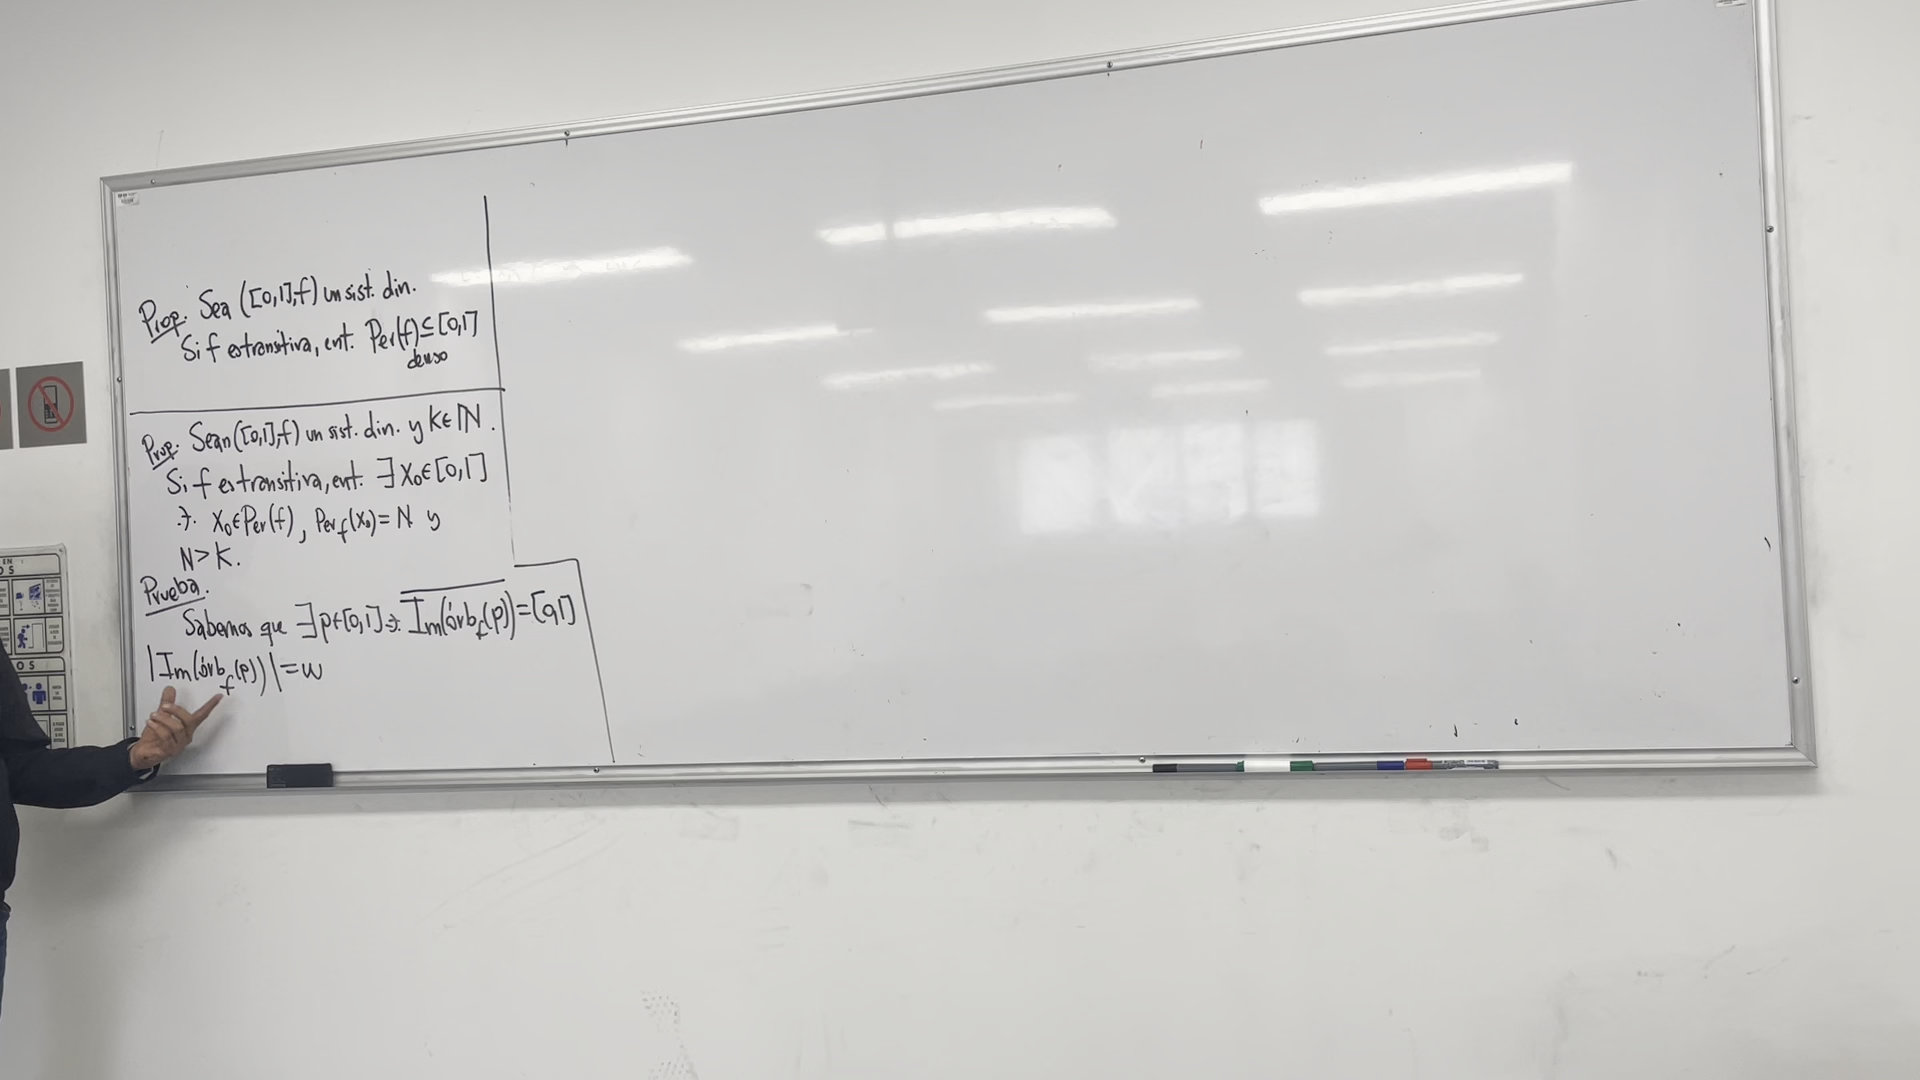 Prop: Sea ([0,1],f) un sist. din.
Si f es transitiva, ent. Per(f)⊆[0,1]
denso
Prop: Sean ([0,1],f) un sist. din. y K∈ℕ.
Si f es transitiva, ent. ∃ x₀∈[0,1]
∋. x₀∈Per(f), Per_f(x₀)=N y
N>K.
Prueba.
Sabemos que ∃p∈[0,1] ∋. \overline{Im(órb_f(p))}=[0,1]
|Im(órb_f(p))|=ω